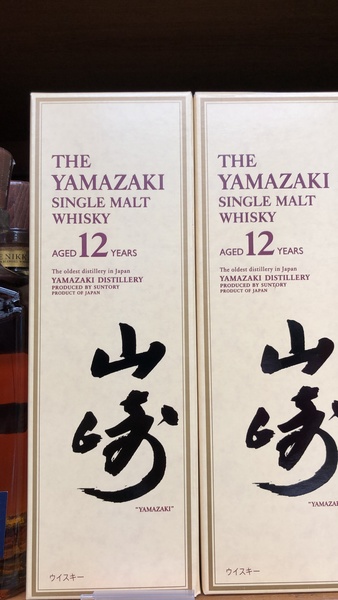 THE
YAMAZAKI
SINGLE MALT
WHISKY
AGED 12 YEARS
The oldest distillery in Japan
YAMAZAKI DISTILLERY
PRODUCED BY SUNTORY
PRODUCT OF JAPAN
山崎
"YAMAZAKI"
ウイスキー
THE
YAMAZAKI
SINGLE MALT
WHISKY
AGED 12 YEARS
The oldest distillery in Japan
YAMAZAKI DISTILLERY
PRODUCED BY SUNTORY
PRODUCT OF JAPAN
山崎
ウイスキー